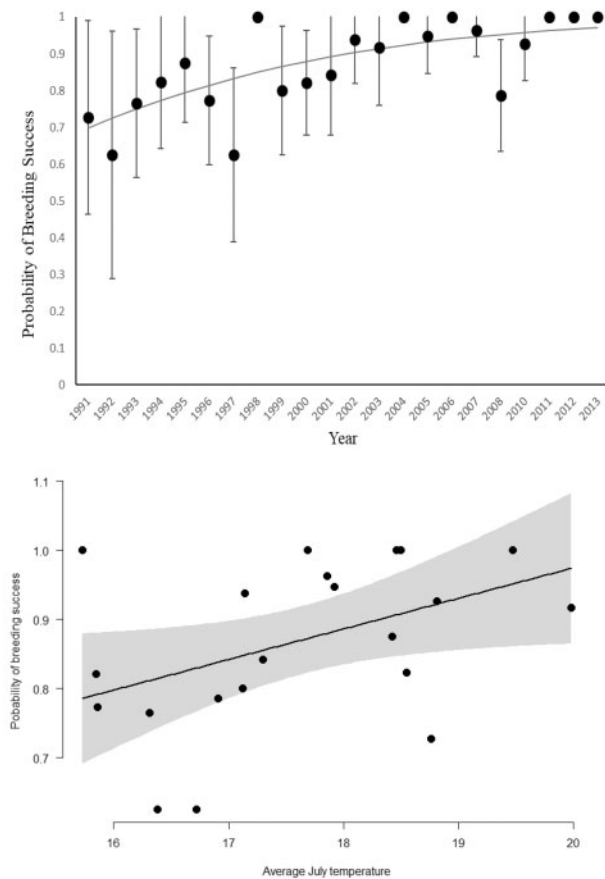 1
0.9
0.8
0.7
0.6
0.5
0.4
0.3
0.2
0.1
0
Probability of Breeding Success
1991 1992 1993 1994 1995 1996 1997 1998 1999 2000 2001 2002 2003 2004 2005 2006 2007 2008 2010 2011 2012 2013
Year
1.1
1.0
0.9
0.8
0.7
Pobability of breeding success
16 17 18 19 20
Average July temperature